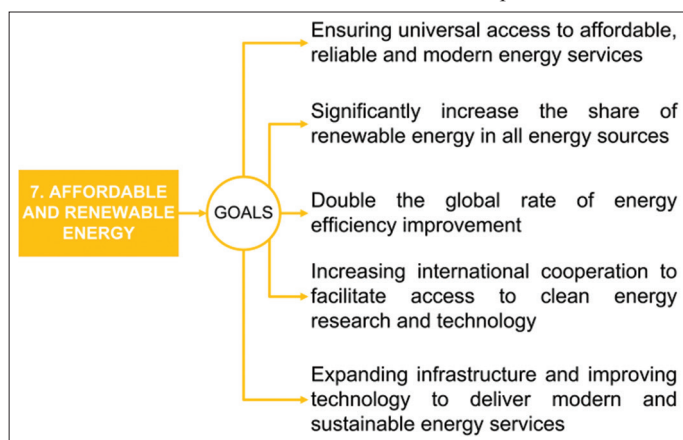 7. AFFORDABLE
AND RENEWABLE
ENERGY
GOALS
Ensuring universal access to affordable,
reliable and modern energy services
Significantly increase the share of
renewable energy in all energy sources
Double the global rate of energy
efficiency improvement
Increasing international cooperation to
facilitate access to clean energy
research and technology
Expanding infrastructure and improving
technology to deliver modern and
sustainable energy services